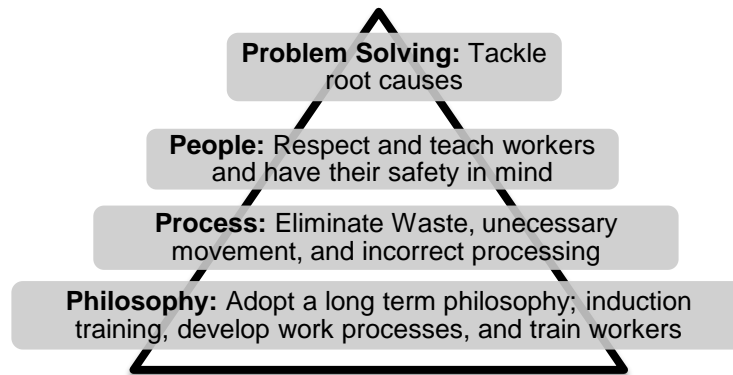 Problem Solving: Tackle
root causes
People: Respect and teach workers
and have their safety in mind
Process: Eliminate Waste, unecessary
movement, and incorrect processing
Philosophy: Adopt a long term philosophy; induction
training, develop work processes, and train workers